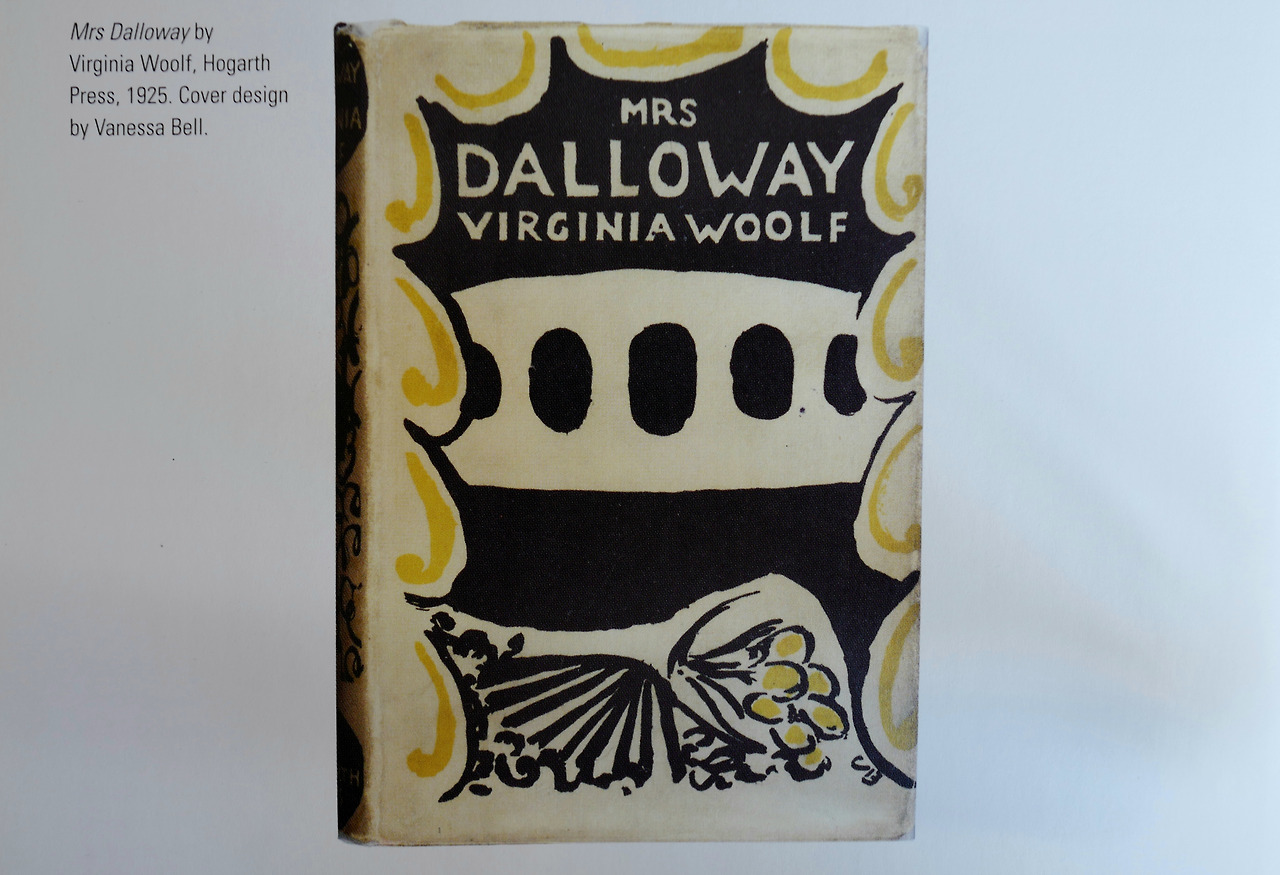 Mrs Dalloway by
Virginia Woolf, Hogarth
Press, 1925. Cover design
by Vanessa Bell.
MRS
DALLOWAY
VIRGINIA WOOLF